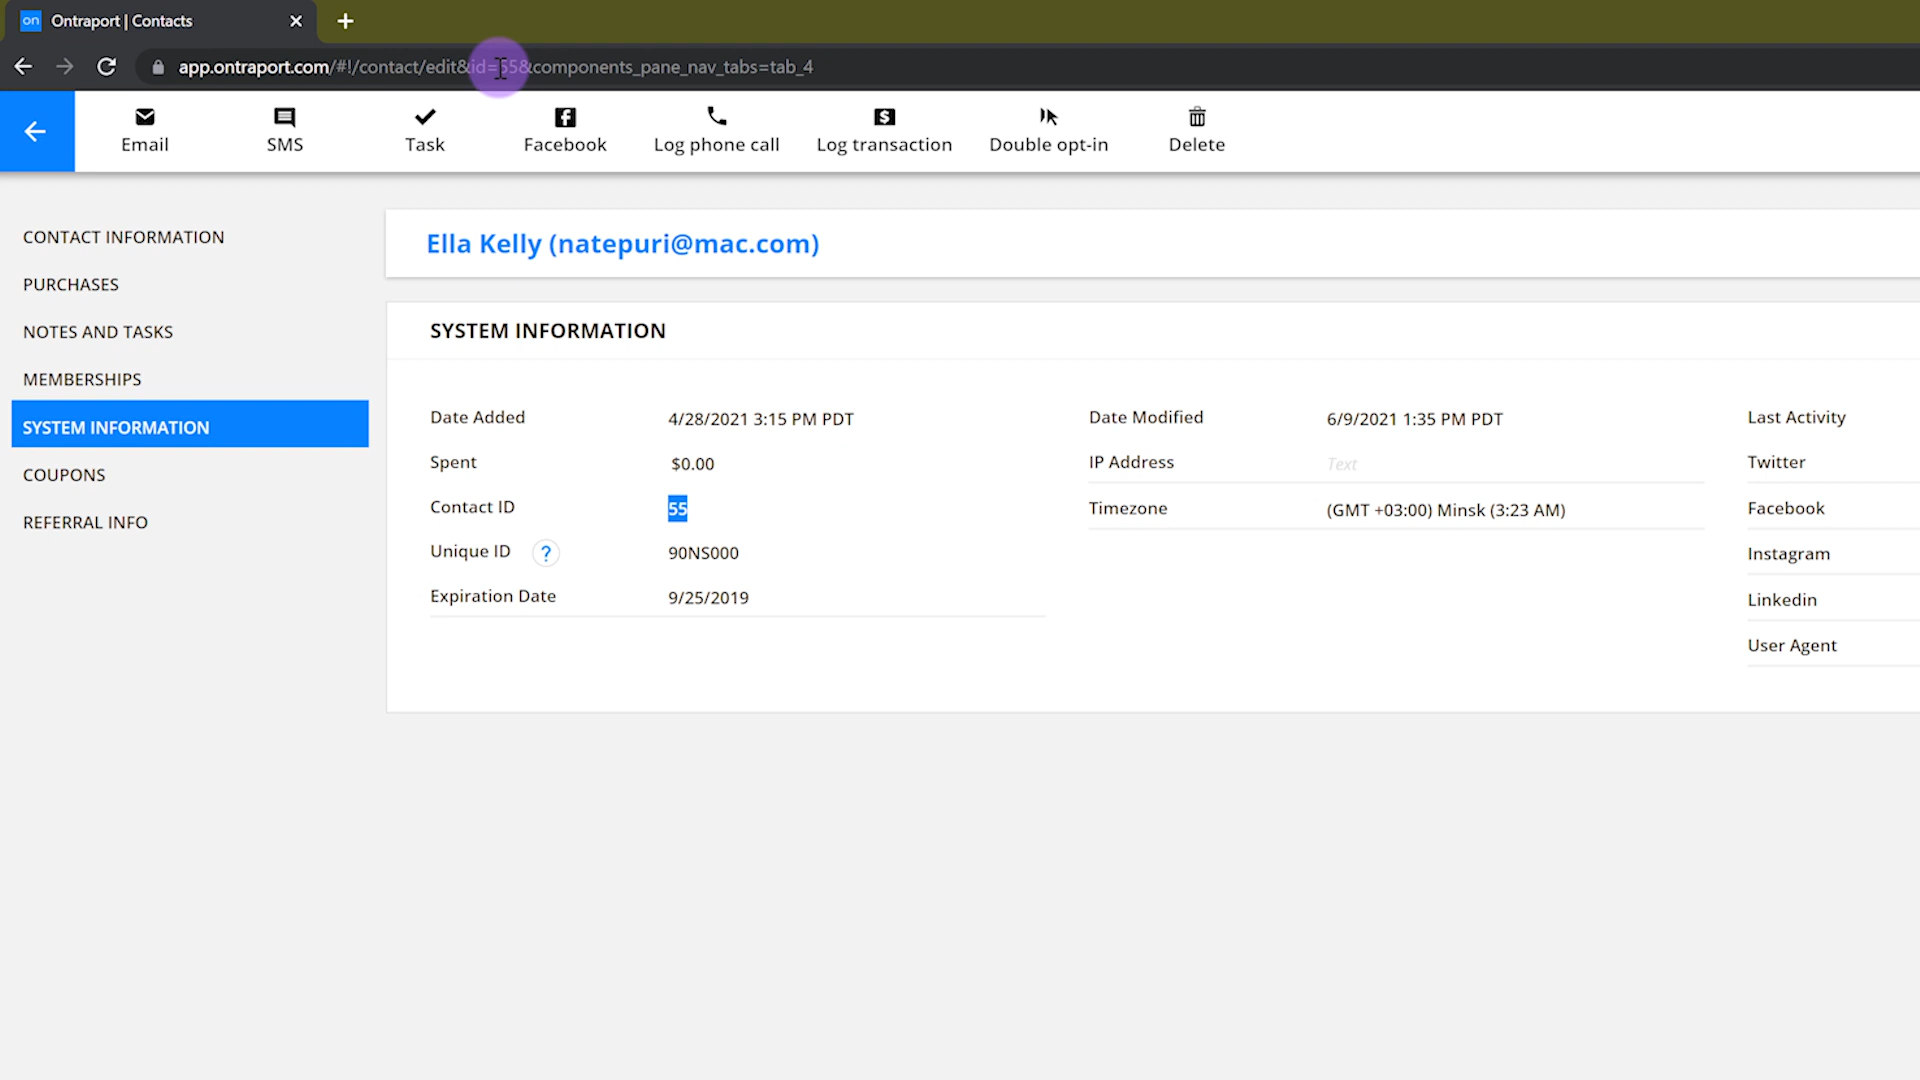 on Ontraport | Contacts
app.ontraport.com/#!/contact/edit&id=55&components_pane_nav_tabs=tab_4
Email SMS Task Facebook Log phone call Log transaction Double opt-in Delete
CONTACT INFORMATION
PURCHASES
NOTES AND TASKS
MEMBERSHIPS
SYSTEM INFORMATION
COUPONS
REFERRAL INFO
Ella Kelly (natepuri@mac.com)
SYSTEM INFORMATION
Date Added 4/28/2021 3:15 PM PDT
Spent $0.00
Contact ID 55
Unique ID ? 90NS000
Expiration Date 9/25/2019
Date Modified 6/9/2021 1:35 PM PDT
IP Address Text
Timezone (GMT +03:00) Minsk (3:23 AM)
Last Activity
Twitter
Facebook
Instagram
Linkedin
User Agent